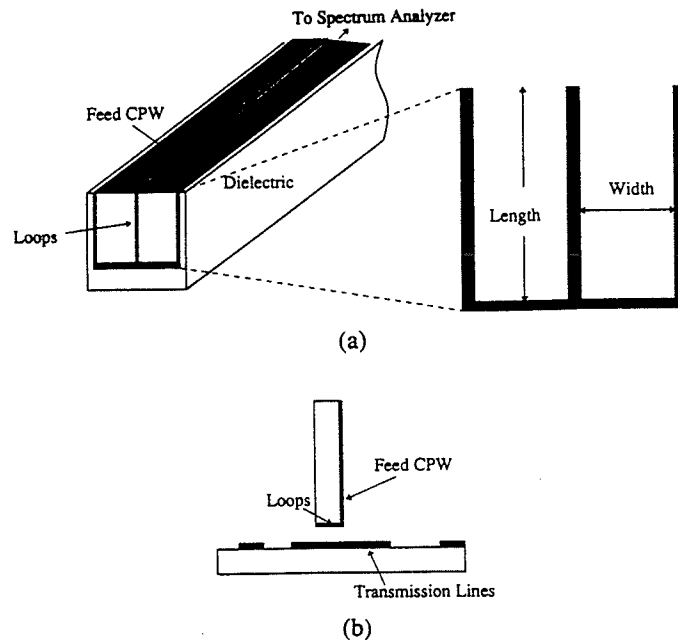 To Spectrum Analyzer
Feed CPW
Dielectric
Loops
Length
Width
(a)
Feed CPW
Loops
Transmission Lines
(b)